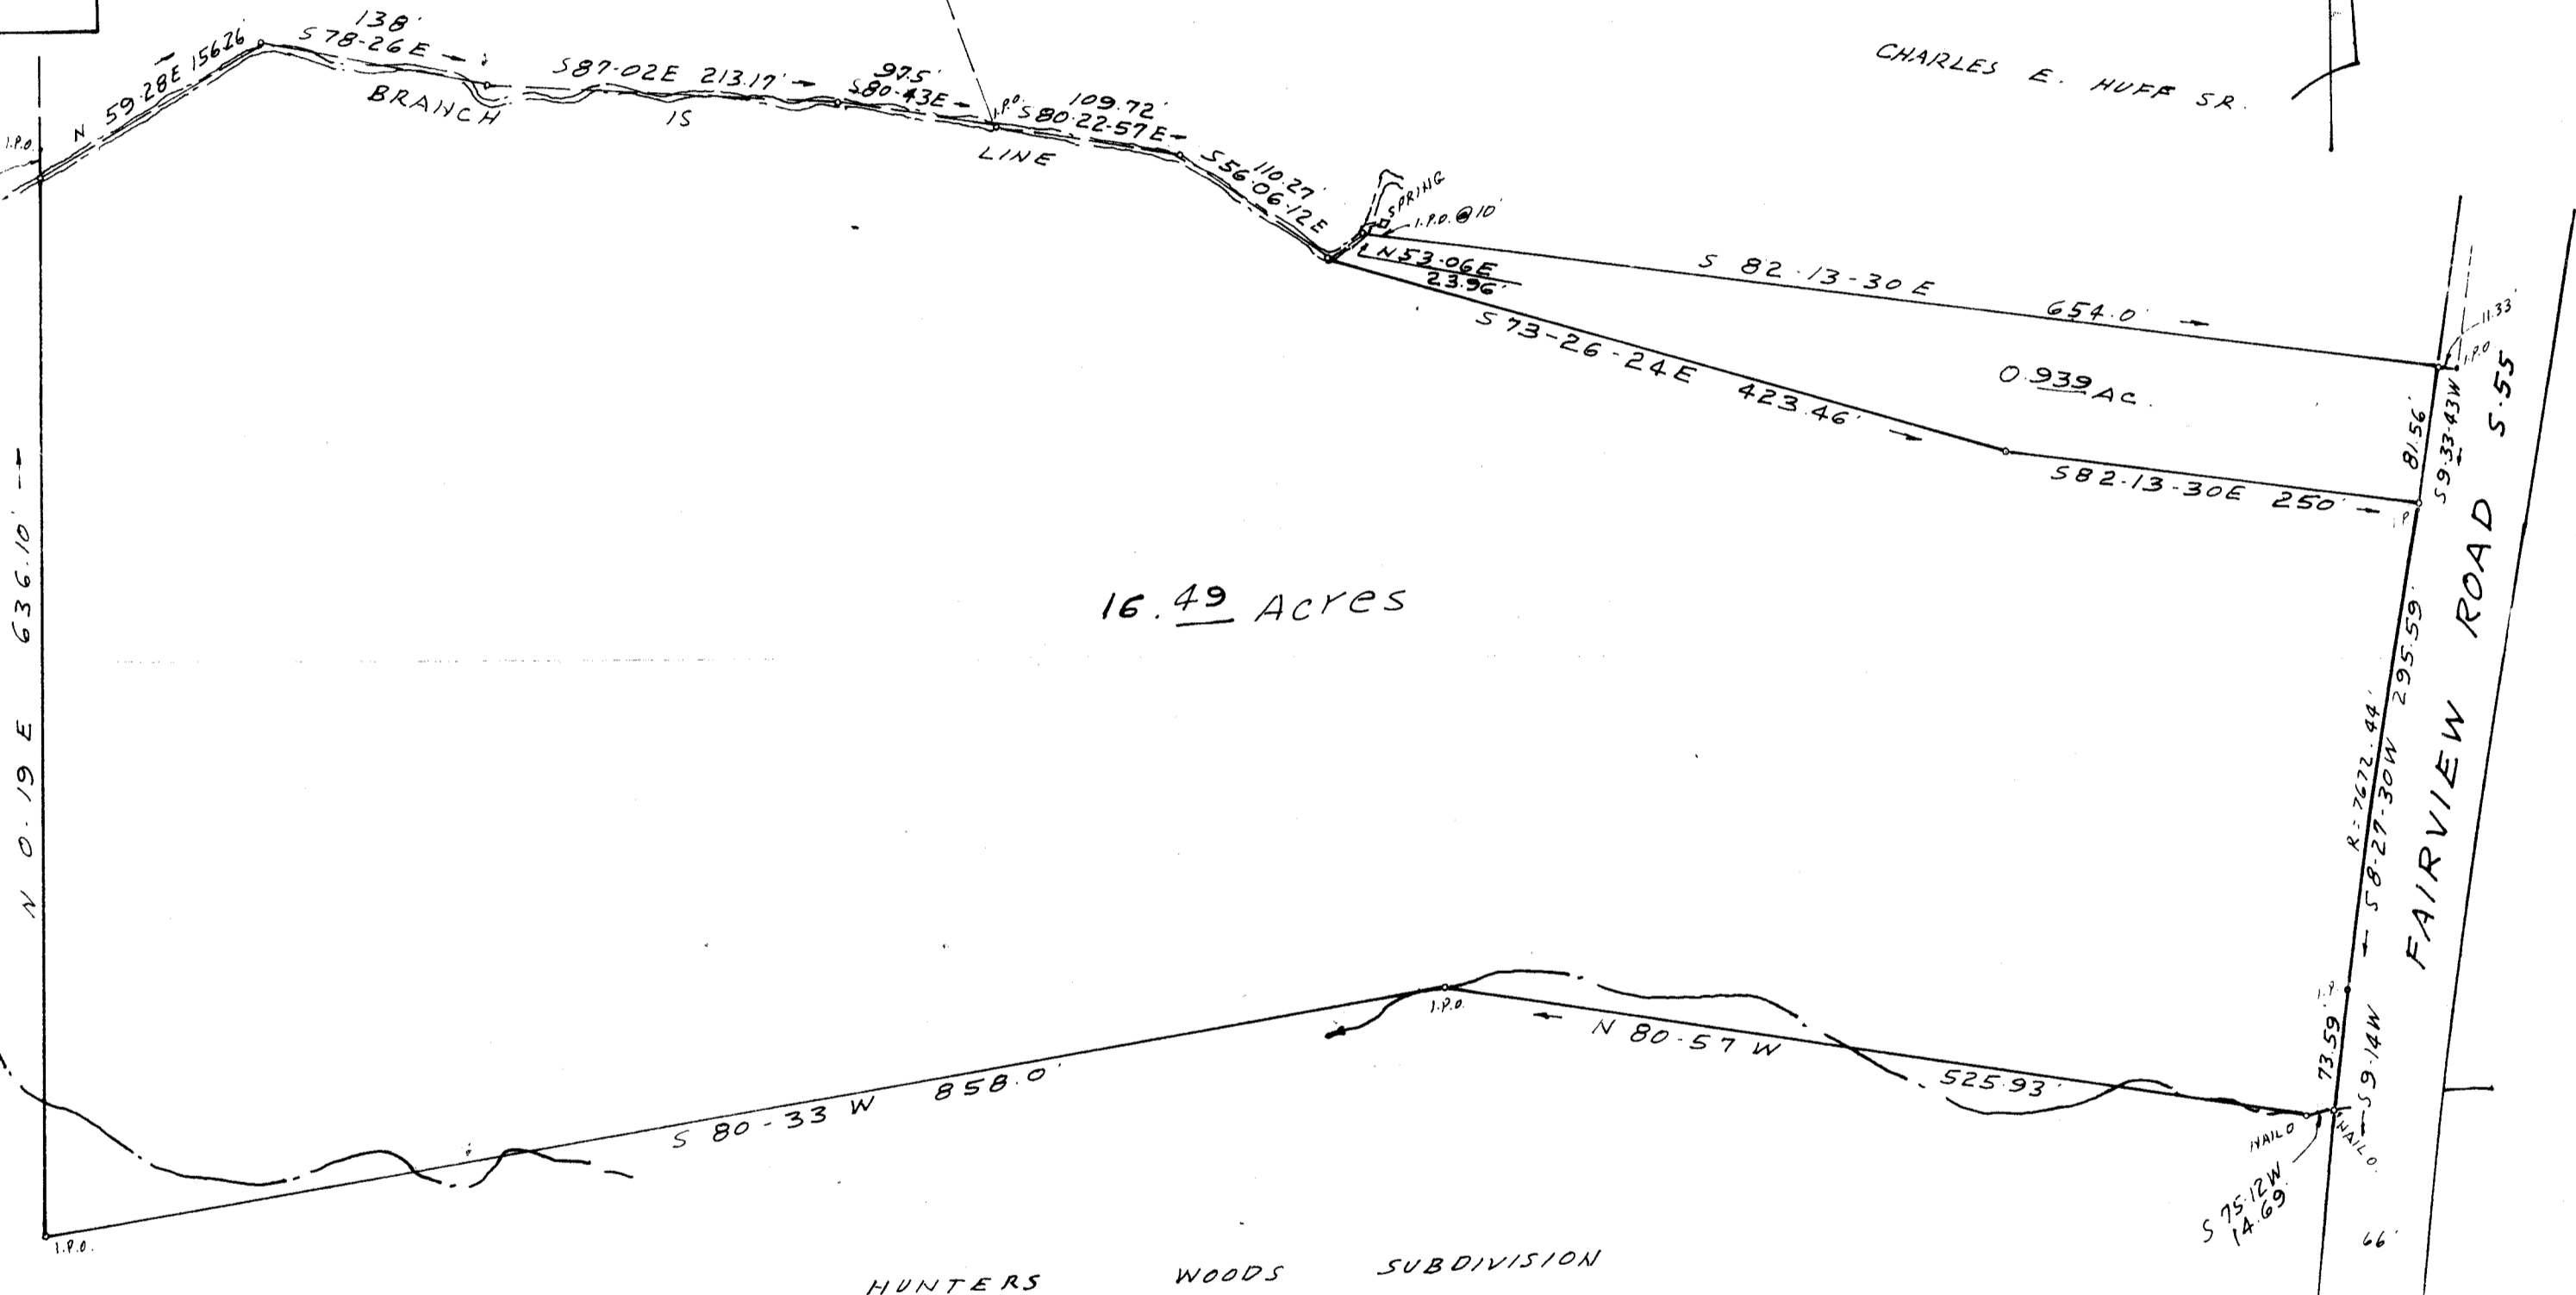 138'
S 78-26 E
N 59.28E 156.26
S87-02E 213.17'
97.5'
S80-43E
I.P.O.
109.72'
S80-22-57E
BRANCH
IS
LINE
I.P.O.
110.27'
S56-06-12E
SPRING
I.P.O. @ 10'
N53-06E
23.96'
CHARLES E. HUFF SR.
S 82-13-30 E
654.0'
11.33'
I.P.O
S 73-26-24 E 423.46'
0.939 AC.
81.56'
S9-33-43W
S82-13-30E 250'
I.P
FAIRVIEW ROAD S-55
N 0-19 E 636.10'
16.49 Acres
R=7672.44'
S8-27-30W 295.59'
I.P.
73.59'
S9-14W
I.P.O.
N 80-57 W
525.93'
S 80-33 W 858.0'
NAIL O
NAIL O.
S 75-12W
14.69'
66'
I.P.O.
HUNTERS WOODS SUBDIVISION